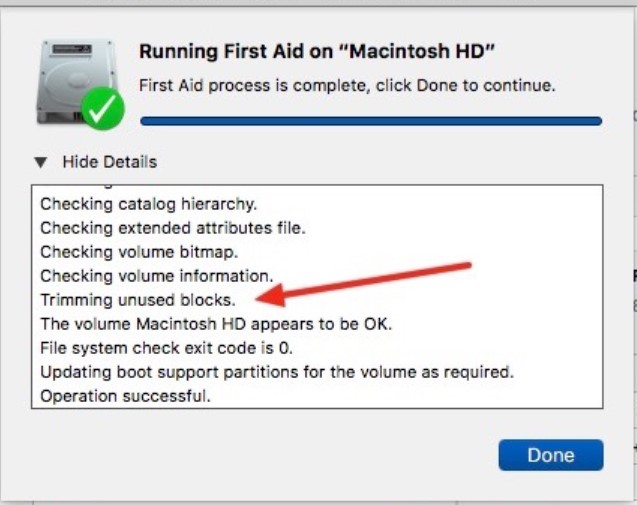 Running First Aid on “Macintosh HD”
First Aid process is complete, click Done to continue.
Hide Details
Checking catalog hierarchy.
Checking extended attributes file.
Checking volume bitmap.
Checking volume information.
Trimming unused blocks.
The volume Macintosh HD appears to be OK.
File system check exit code is 0.
Updating boot support partitions for the volume as required.
Operation successful.
Done